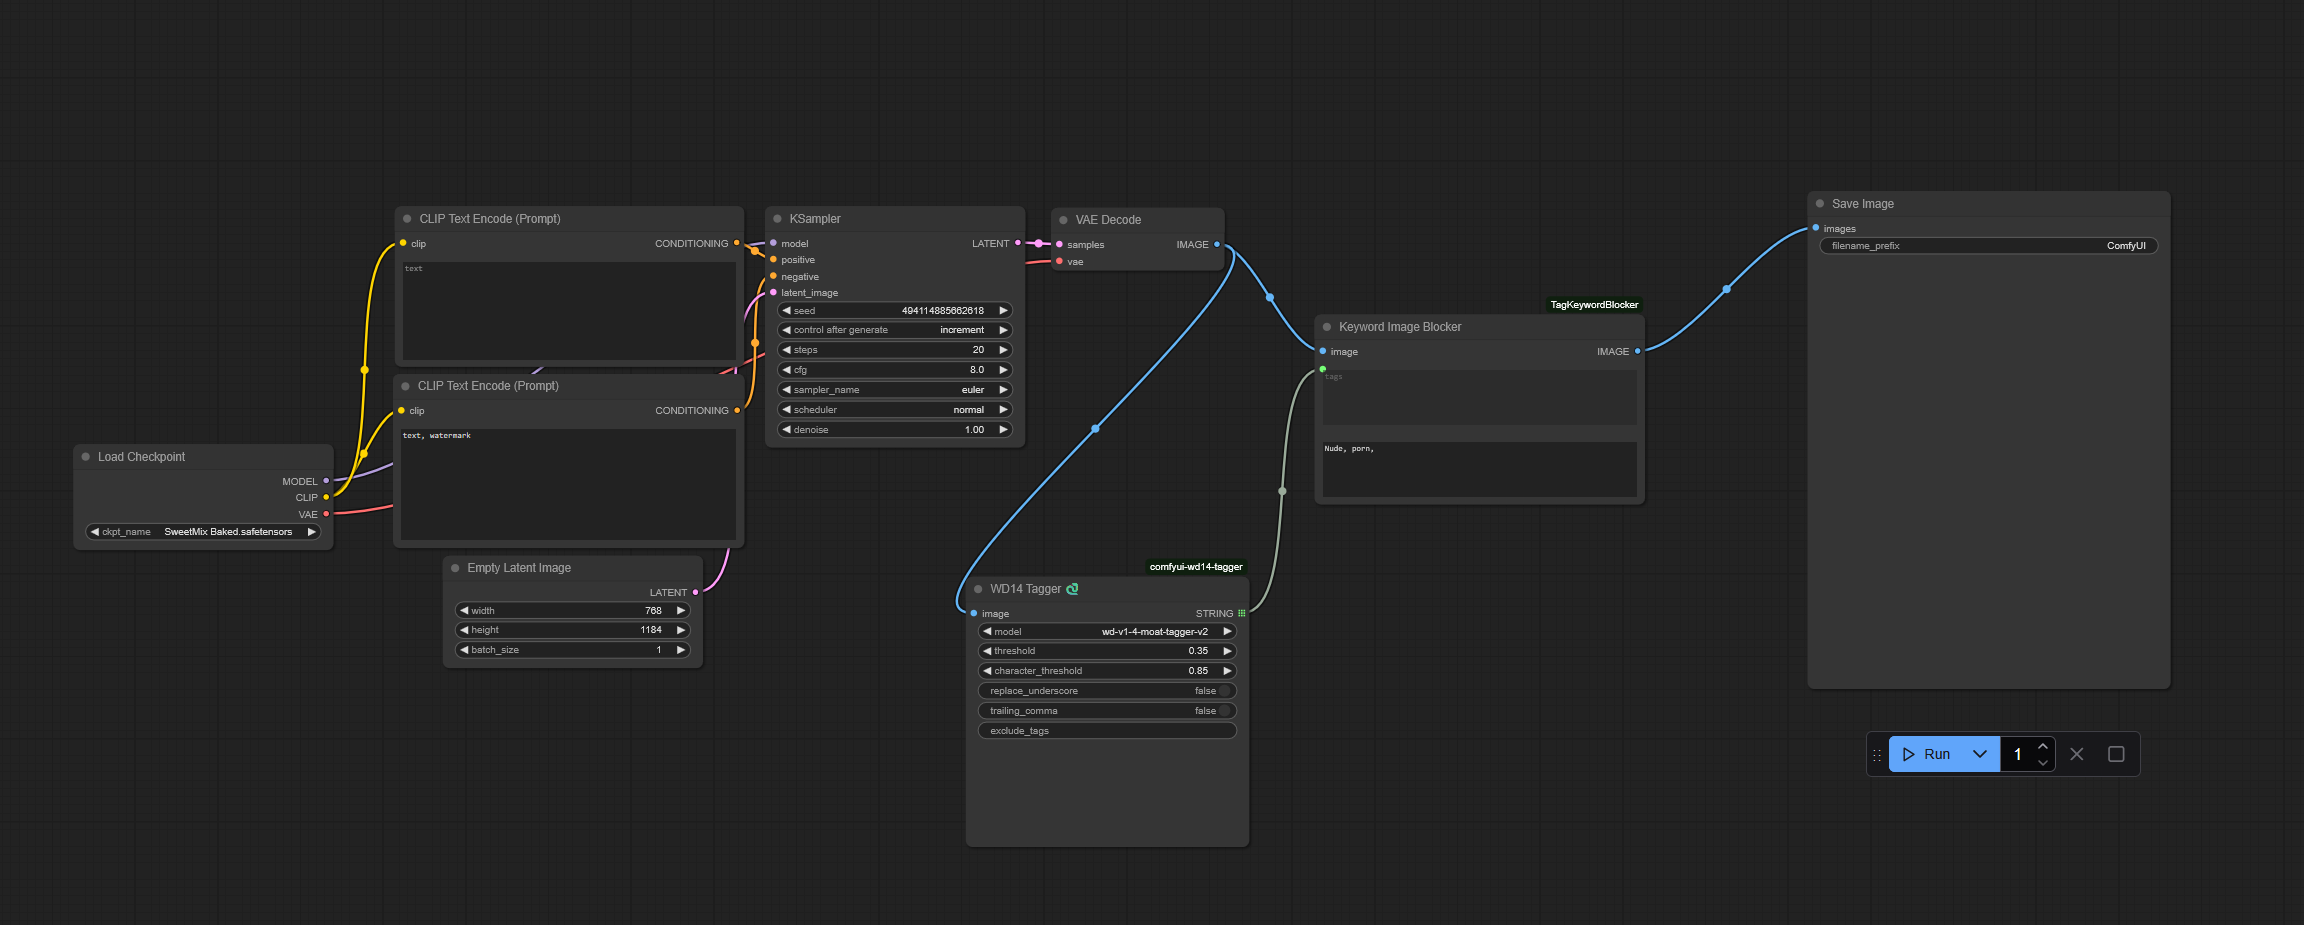 Load Checkpoint
MODEL
CLIP
VAE
ckpt_name SweetMix Baked.safetensors
CLIP Text Encode (Prompt)
clip CONDITIONING
text
CLIP Text Encode (Prompt)
clip CONDITIONING
text, watermark
Empty Latent Image
LATENT
width 768
height 1184
batch_size 1
KSampler
model LATENT
positive
negative
latent_image
seed 494114885662618
control after generate increment
steps 20
cfg 8.0
sampler_name euler
scheduler normal
denoise 1.00
VAE Decode
samples IMAGE
vae
comfyui-wd14-tagger
WD14 Tagger
image STRING
model wd-v1-4-moat-tagger-v2
threshold 0.35
character_threshold 0.85
replace_underscore false
trailing_comma false
exclude_tags
TagKeywordBlocker
Keyword Image Blocker
image IMAGE
tags
Nude, porn,
Save Image
images
filename_prefix ComfyUI
Run 1